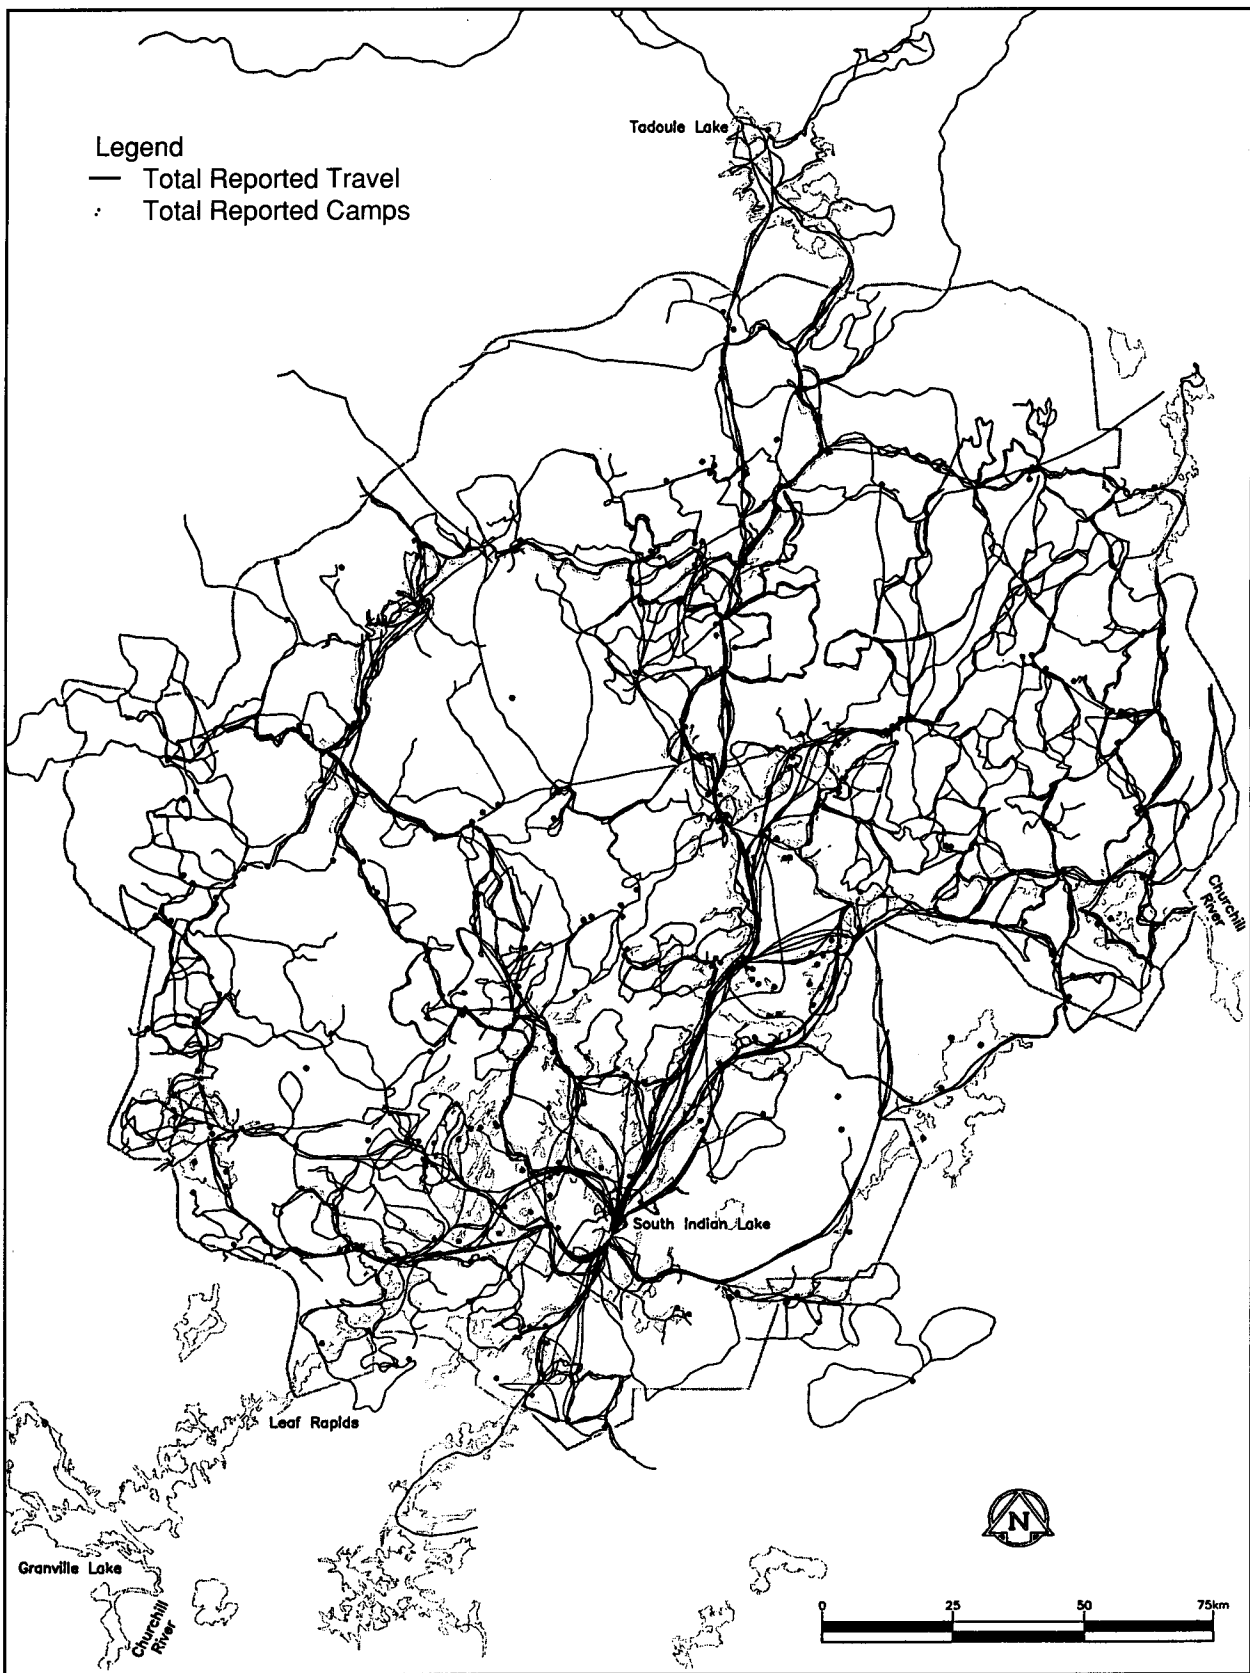 Tadoule Lake
Legend
Total Reported Travel
Total Reported Camps
Churchill
River
South Indian Lake
Leaf Rapids
Granville Lake
Churchill
River
N
0 25 50 75km